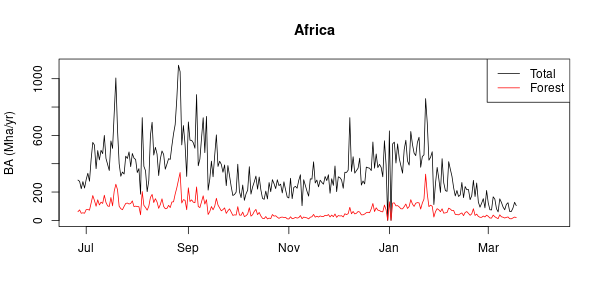 Africa
BA (Mha/yr)
1000
600
200
0
Total
Forest
Jul Sep Nov Jan Mar